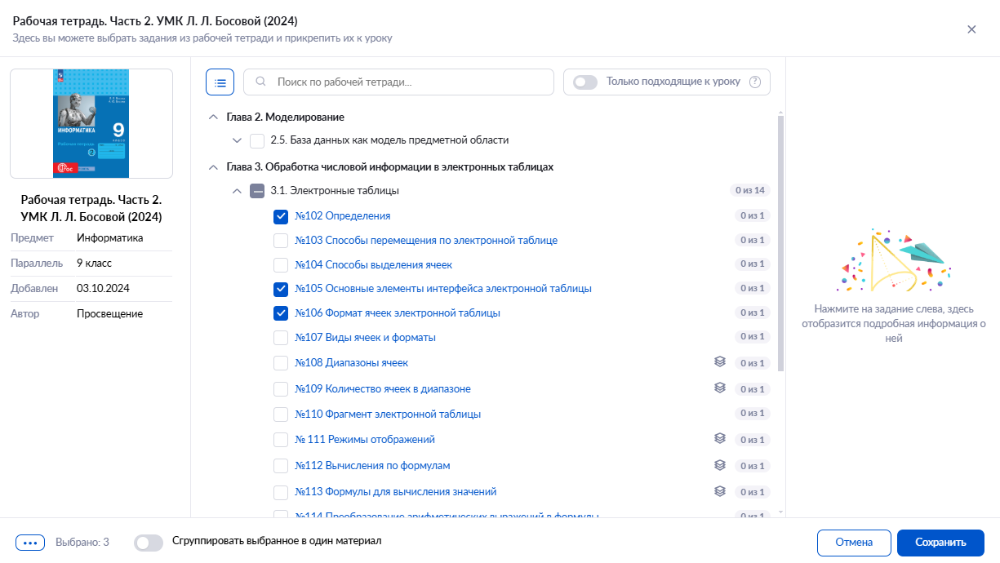 Рабочая тетрадь. Часть 2. УМК Л. Л. Босовой (2024)
Здесь вы можете выбрать задания из рабочей тетради и прикрепить их к уроку
ИНФОРМАТИКА
9
Рабочая тетрадь
ФГОС
Рабочая тетрадь. Часть 2.
УМК Л. Л. Босовой (2024)
Предмет Информатика
Параллель 9 класс
Добавлен 03.10.2024
Автор Просвещение
Поиск по рабочей тетради...
Только подходящие к уроку ?
Глава 2. Моделирование
2.5. База данных как модель предметной области
Глава 3. Обработка числовой информации в электронных таблицах
3.1. Электронные таблицы 0 из 14
№102 Определения 0 из 1
№103 Способы перемещения по электронной таблице 0 из 1
№104 Способы выделения ячеек 0 из 1
№105 Основные элементы интерфейса электронной таблицы 0 из 1
№106 Формат ячеек электронной таблицы 0 из 1
№107 Виды ячеек и форматы 0 из 1
№108 Диапазоны ячеек 0 из 1
№109 Количество ячеек в диапазоне 0 из 1
№110 Фрагмент электронной таблицы 0 из 1
№ 111 Режимы отображений 0 из 1
№112 Вычисления по формулам 0 из 1
№113 Формулы для вычисления значений 0 из 1
№114 Преобразование арифметических выражений в формулы 0 из 1
Нажмите на задание слева, здесь
отобразится подробная информация о
ней
Выбрано: 3
Сгруппировать выбранное в один материал
Отмена
Сохранить